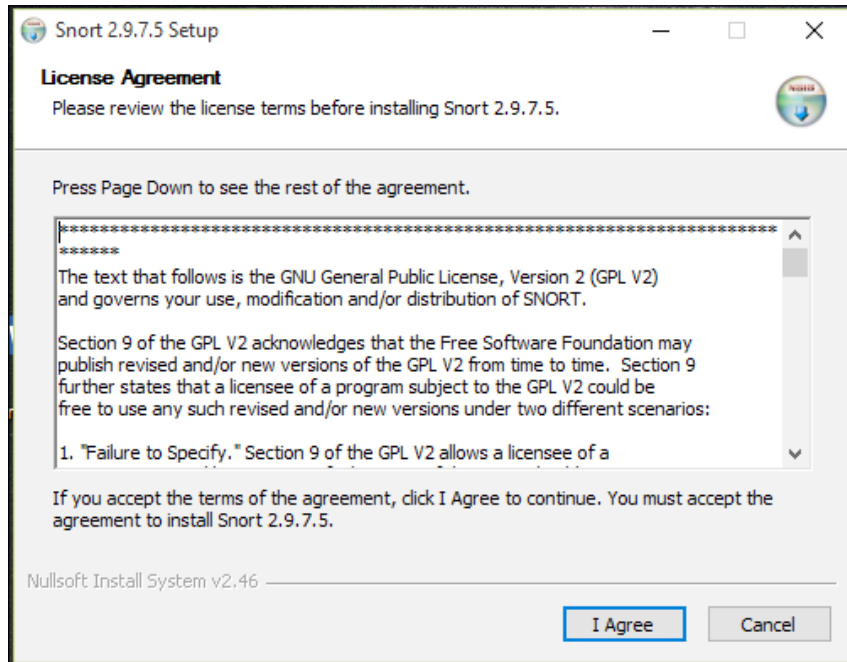 Snort 2.9.7.5 Setup
License Agreement
Please review the license terms before installing Snort 2.9.7.5.
Press Page Down to see the rest of the agreement.
***************************************************************************
******
The text that follows is the GNU General Public License, Version 2 (GPL V2)
and governs your use, modification and/or distribution of SNORT.
Section 9 of the GPL V2 acknowledges that the Free Software Foundation may
publish revised and/or new versions of the GPL V2 from time to time.  Section 9
further states that a licensee of a program subject to the GPL V2 could be
free to use any such revised and/or new versions under two different scenarios:
1. "Failure to Specify." Section 9 of the GPL V2 allows a licensee of a
If you accept the terms of the agreement, click I Agree to continue. You must accept the
agreement to install Snort 2.9.7.5.
Nullsoft Install System v2.46
I Agree
Cancel